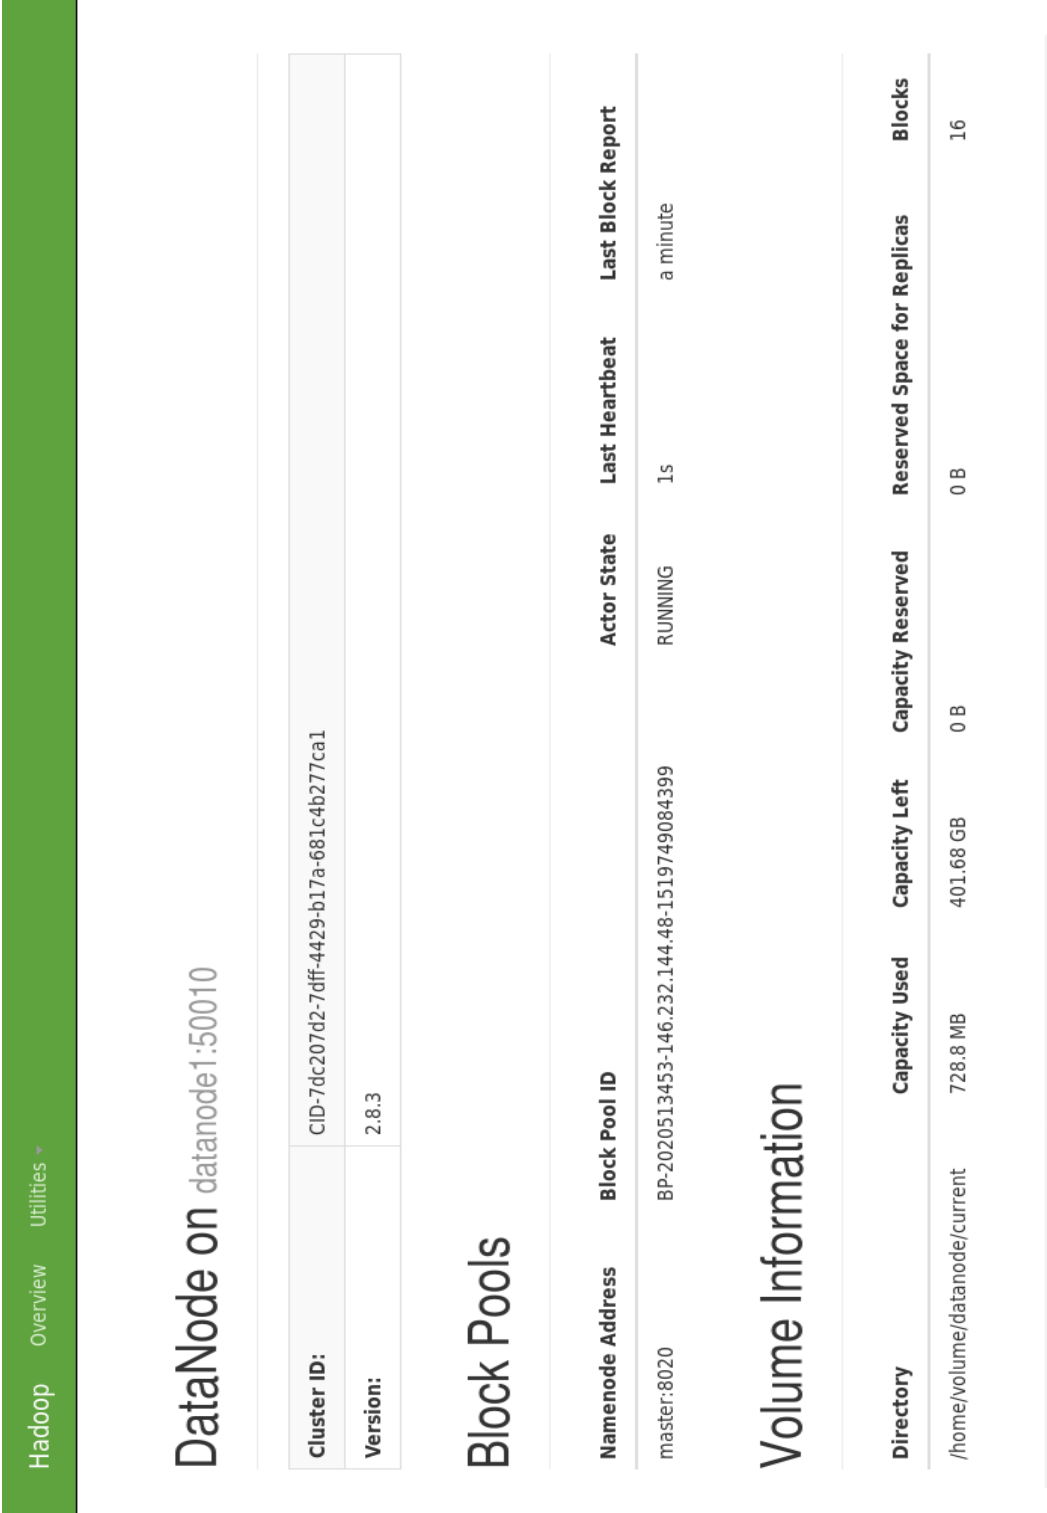 Hadoop Overview Utilities
DataNode on datanode1:50010
Cluster ID: CID-7dc207d2-7dff-4429-b17a-681c4b277ca1
Version: 2.8.3
Block Pools
Namenode Address Block Pool ID Actor State Last Heartbeat Last Block Report
master:8020 BP-2020513453-146.232.144.48-1519749084399 RUNNING 1s a minute
Volume Information
Directory Capacity Used Capacity Left Capacity Reserved Reserved Space for Replicas Blocks
/home/volume/datanode/current 728.8 MB 401.68 GB 0 B 0 B 16